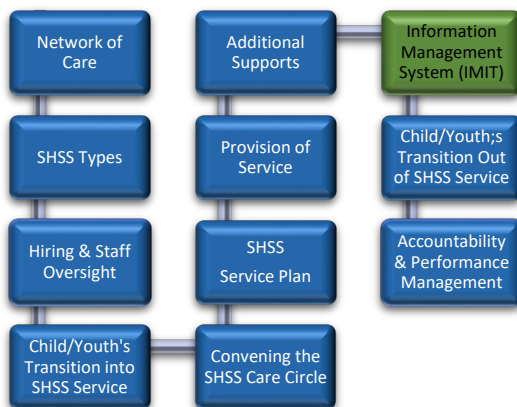 Network of
Care
SHSS Types
Hiring & Staff
Oversight
Child/Youth's
Transition into
SHSS Service
Convening the
SHSS Care Circle
SHSS
Service Plan
Provision of
Service
Additional
Supports
Information
Management
System (IMIT)
Child/Youth;s
Transition Out
of SHSS Service
Accountability
& Performance
Management